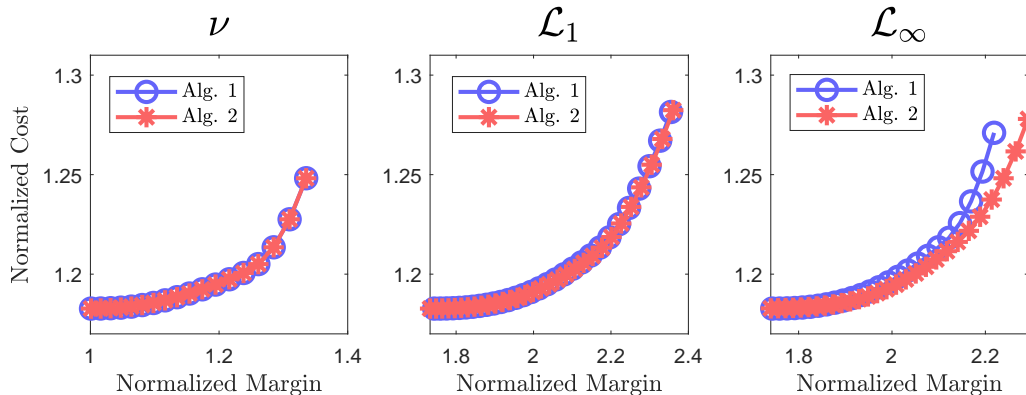 ν
1.3
1.25
1.2
1
1.2
1.4
Normalized Cost
Normalized Margin
Alg. 1
Alg. 2
ℒ₁
1.3
1.25
1.2
1.8
2
2.2
2.4
Normalized Margin
Alg. 1
Alg. 2
ℒ∞
1.3
1.25
1.2
1.8
2
2.2
Normalized Margin
Alg. 1
Alg. 2